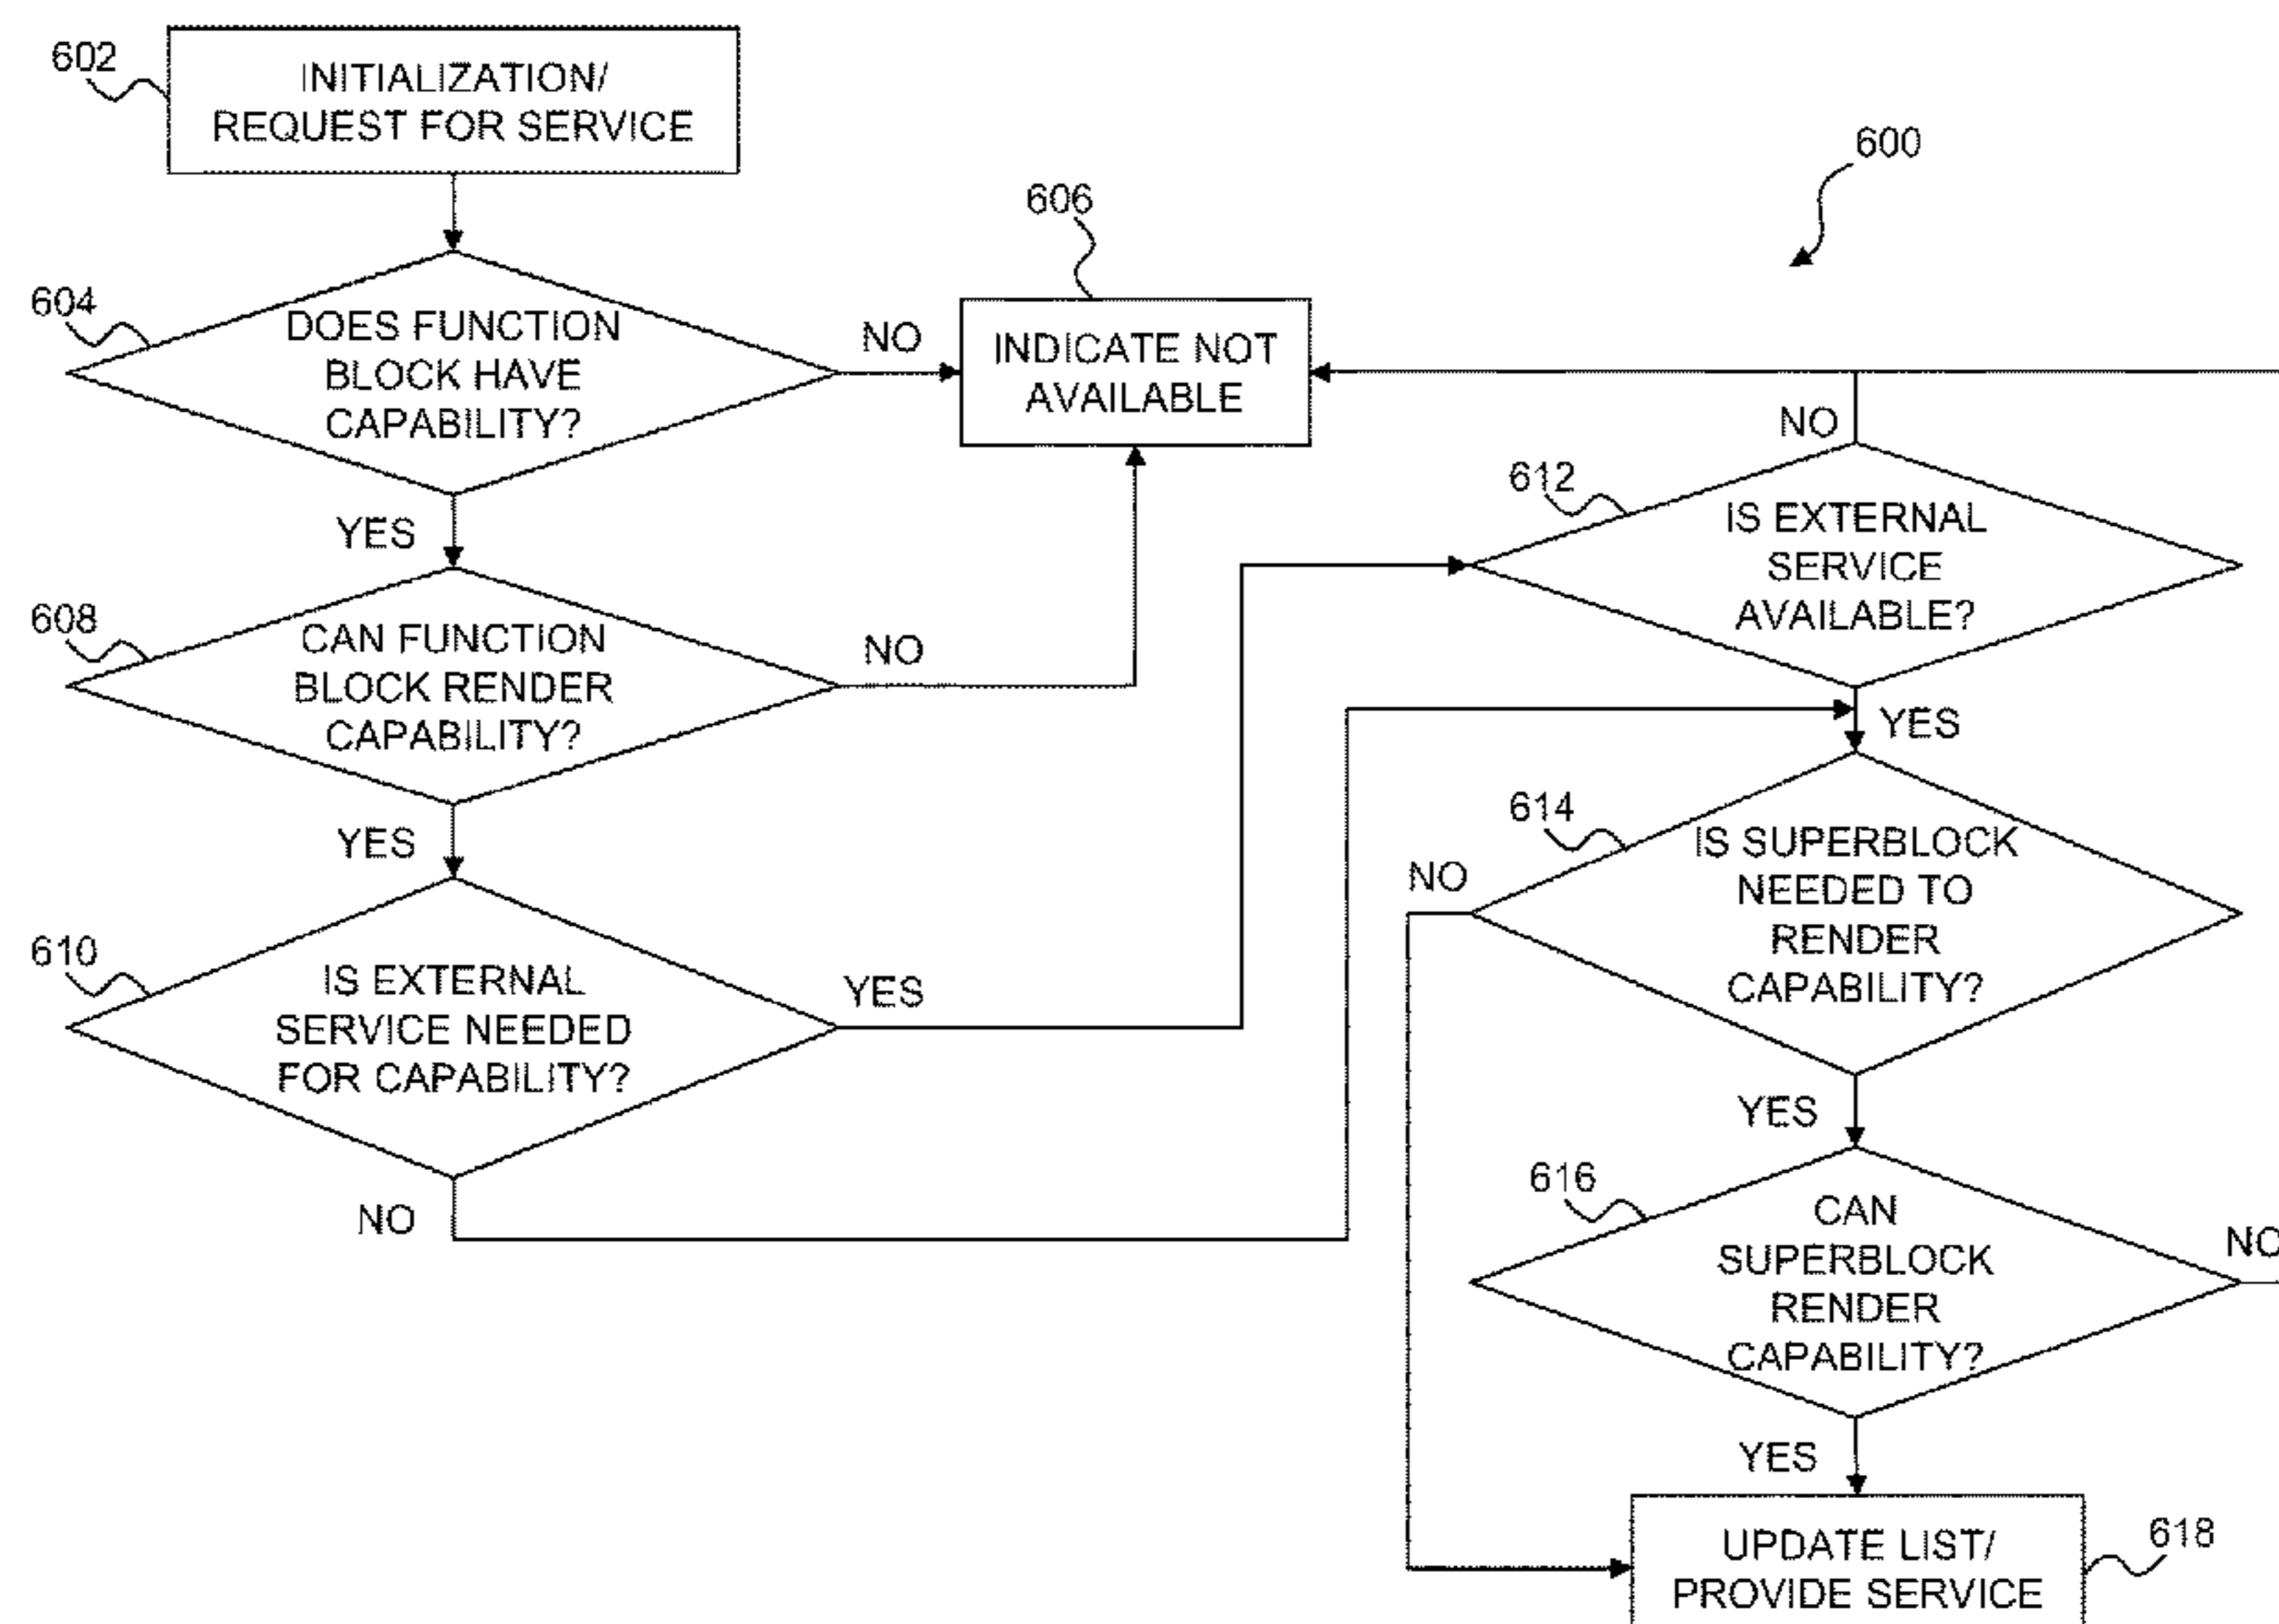 602
INITIALIZATION/
REQUEST FOR SERVICE
600
606
604
DOES FUNCTION
BLOCK HAVE
CAPABILITY?
NO
INDICATE NOT
AVAILABLE
NO
YES
612
IS EXTERNAL
SERVICE
AVAILABLE?
608
CAN FUNCTION
BLOCK RENDER
CAPABILITY?
NO
YES
YES
614
IS SUPERBLOCK
NEEDED TO
RENDER
CAPABILITY?
NO
610
IS EXTERNAL
SERVICE NEEDED
FOR CAPABILITY?
YES
YES
NO
616
CAN
SUPERBLOCK
RENDER
CAPABILITY?
NO
YES
UPDATE LIST/
PROVIDE SERVICE
618